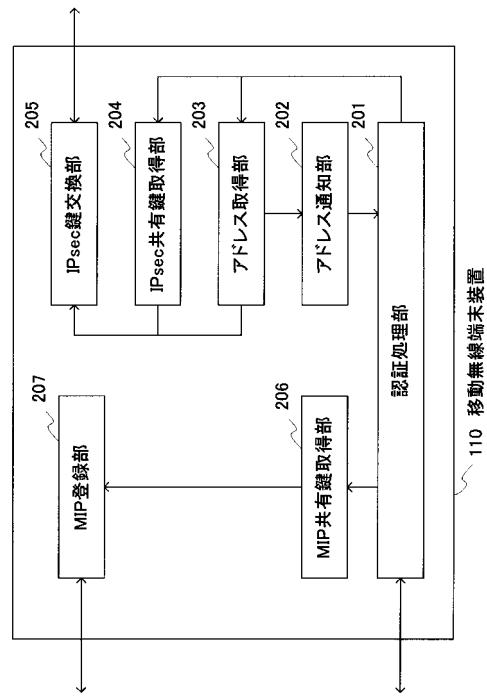 205
IPsec鍵交換部
204
IPsec共有鍵取得部
203
アドレス取得部
202
アドレス通知部
201
認証処理部
207
MIP登録部
206
MIP共有鍵取得部
110 移動無線端末装置